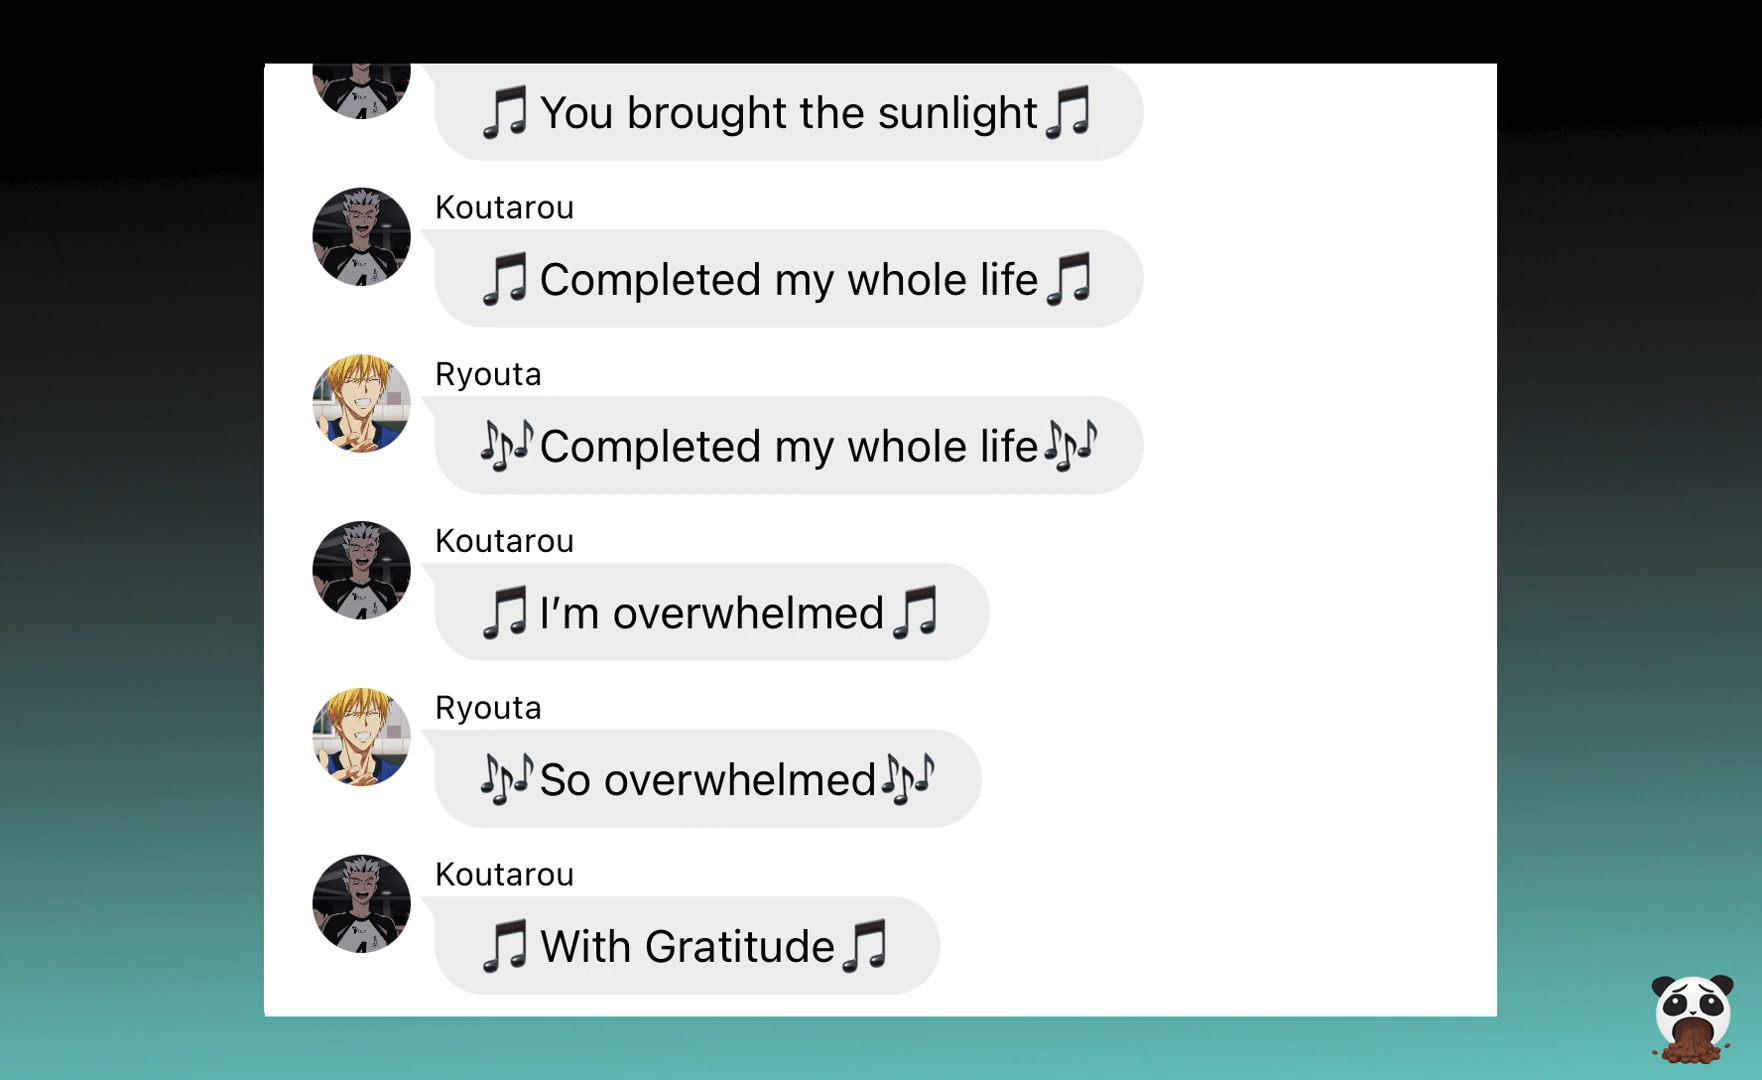 🎵You brought the sunlight🎵
Koutarou
🎵Completed my whole life🎵
Ryouta
🎶Completed my whole life🎶
Koutarou
🎵I’m overwhelmed🎵
Ryouta
🎶So overwhelmed🎶
Koutarou
🎵With Gratitude🎵